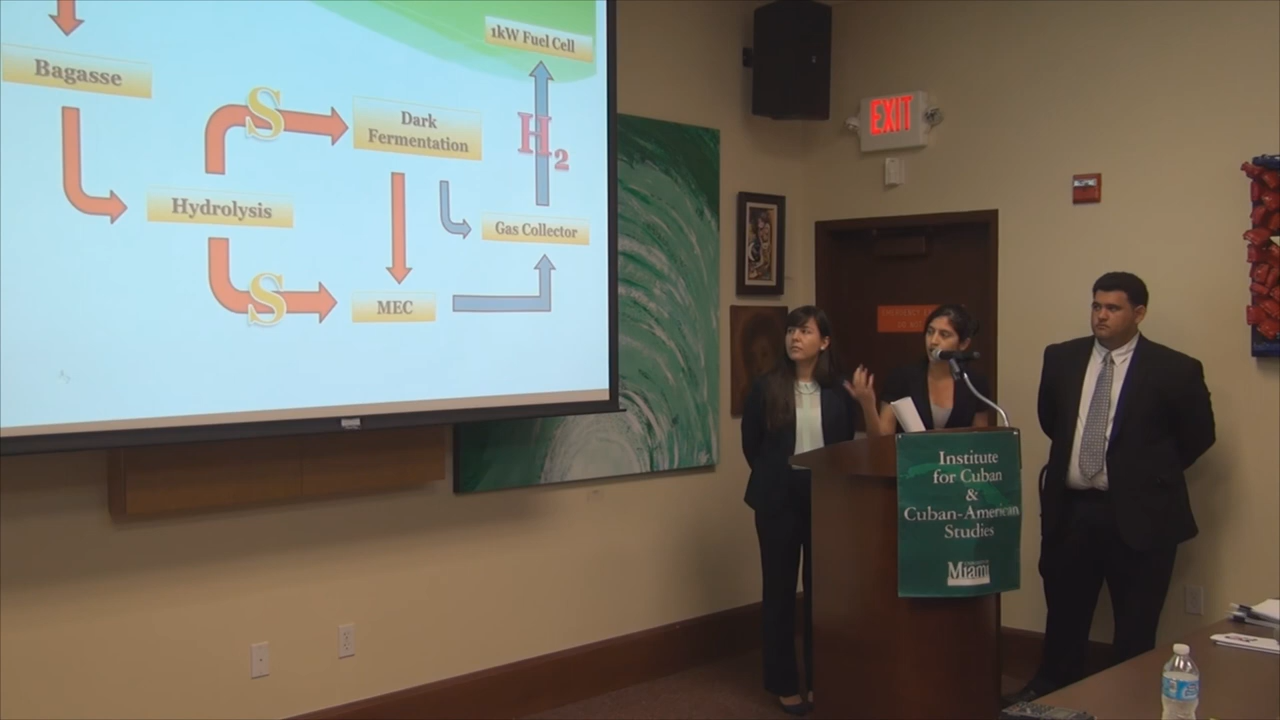 1kW Fuel Cell
Bagasse
S
Dark
Fermentation
H2
Hydrolysis
Gas Collector
S
MEC
EXIT
Institute
for Cuban
&
Cuban-American
Studies
Miami